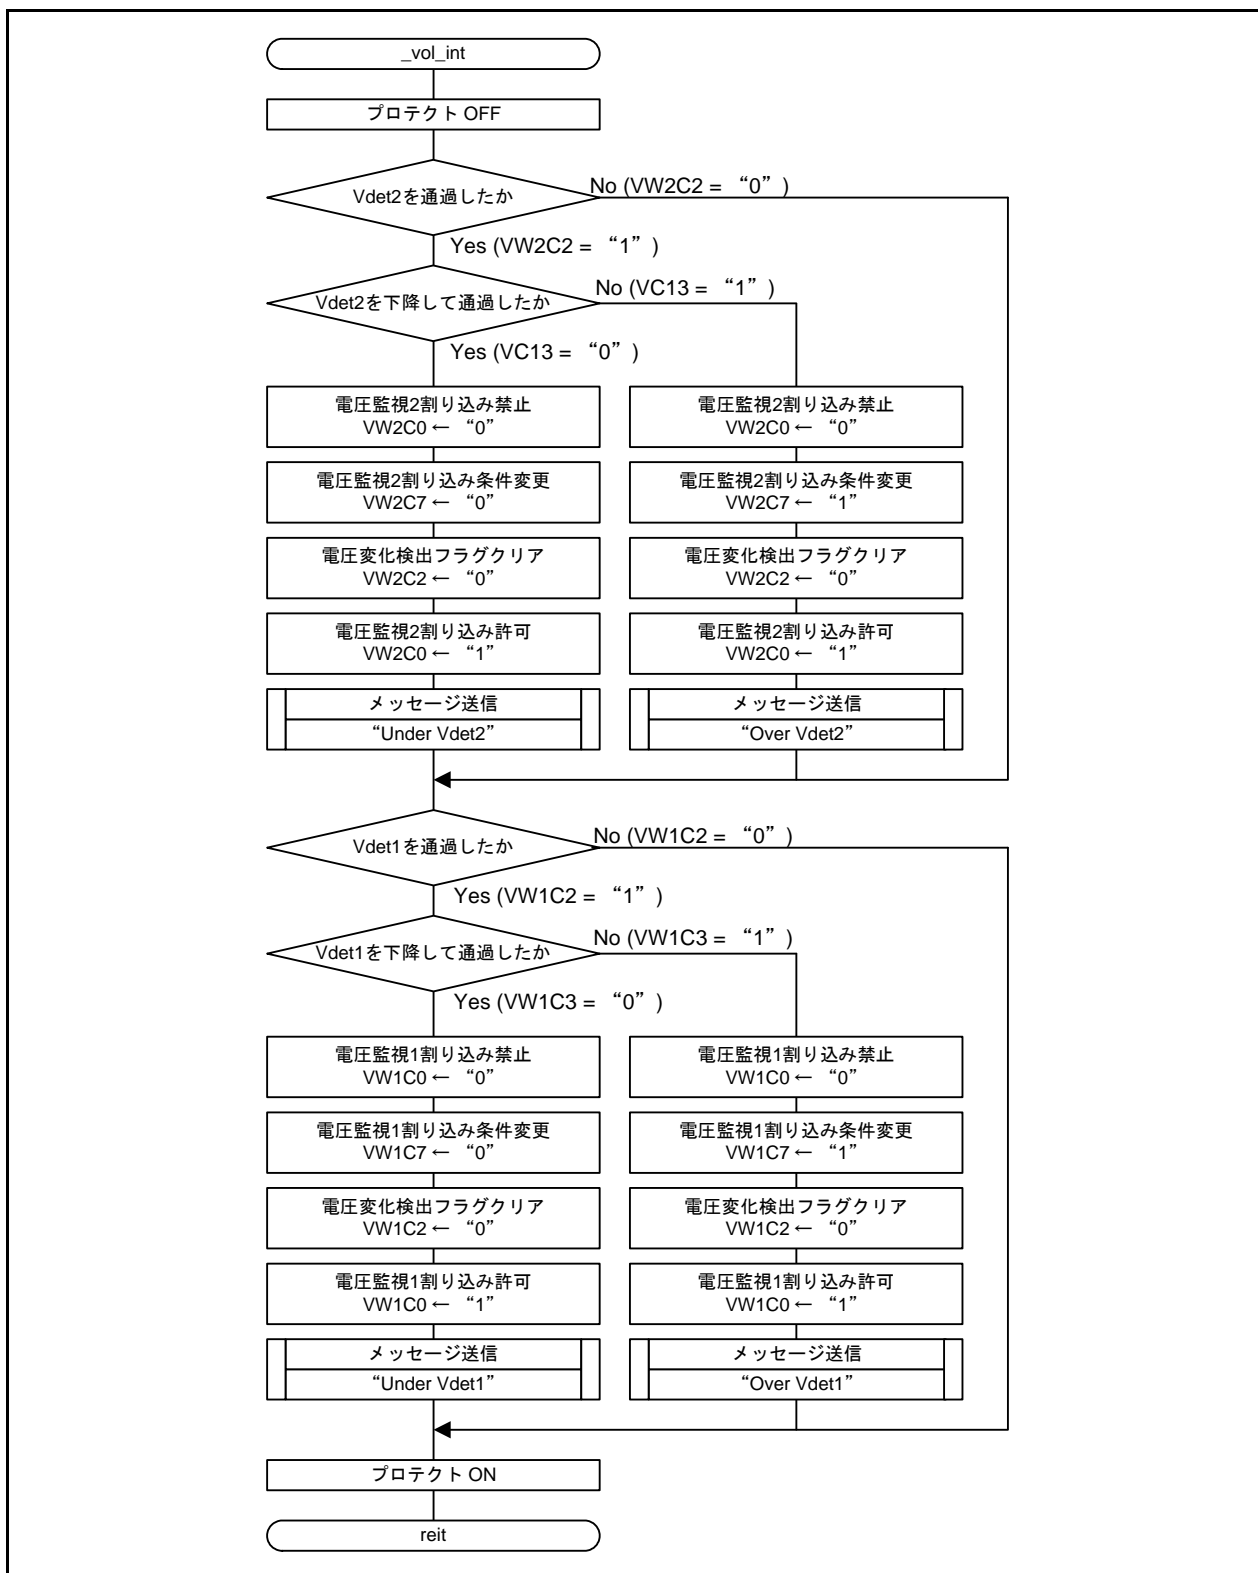 _vol_int
プロテクト OFF
Vdet2を通過したか
No (VW2C2 = “0”)
Yes (VW2C2 = “1”)
Vdet2を下降して通過したか
No (VC13 = “1”)
Yes (VC13 = “0”)
電圧監視2割り込み禁止
VW2C0 ← “0”
電圧監視2割り込み禁止
VW2C0 ← “0”
電圧監視2割り込み条件変更
VW2C7 ← “0”
電圧監視2割り込み条件変更
VW2C7 ← “1”
電圧変化検出フラグクリア
VW2C2 ← “0”
電圧変化検出フラグクリア
VW2C2 ← “0”
電圧監視2割り込み許可
VW2C0 ← “1”
電圧監視2割り込み許可
VW2C0 ← “1”
メッセージ送信
“Under Vdet2”
メッセージ送信
“Over Vdet2”
Vdet1を通過したか
No (VW1C2 = “0”)
Yes (VW1C2 = “1”)
Vdet1を下降して通過したか
No (VW1C3 = “1”)
Yes (VW1C3 = “0”)
電圧監視1割り込み禁止
VW1C0 ← “0”
電圧監視1割り込み禁止
VW1C0 ← “0”
電圧監視1割り込み条件変更
VW1C7 ← “0”
電圧監視1割り込み条件変更
VW1C7 ← “1”
電圧変化検出フラグクリア
VW1C2 ← “0”
電圧変化検出フラグクリア
VW1C2 ← “0”
電圧監視1割り込み許可
VW1C0 ← “1”
電圧監視1割り込み許可
VW1C0 ← “1”
メッセージ送信
“Under Vdet1”
メッセージ送信
“Over Vdet1”
プロテクト ON
reit